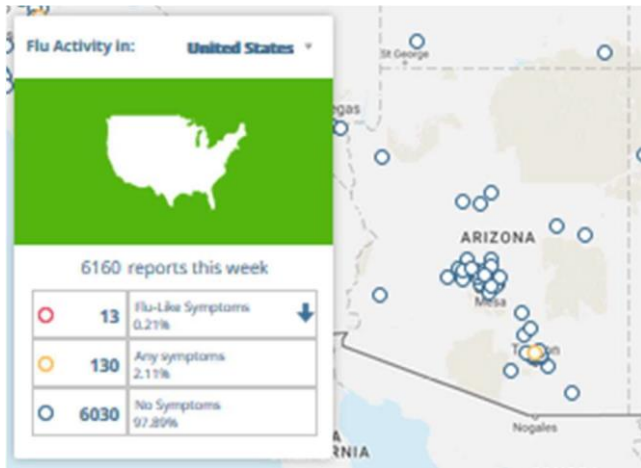 Flu Activity in: United States
6160 reports this week
13 Flu-Like Symptoms
0.21%
130 Any symptoms
2.11%
6030 No Symptoms
97.89%
St George
egas
ARIZONA
Mesa
Nogales
A
RNIA